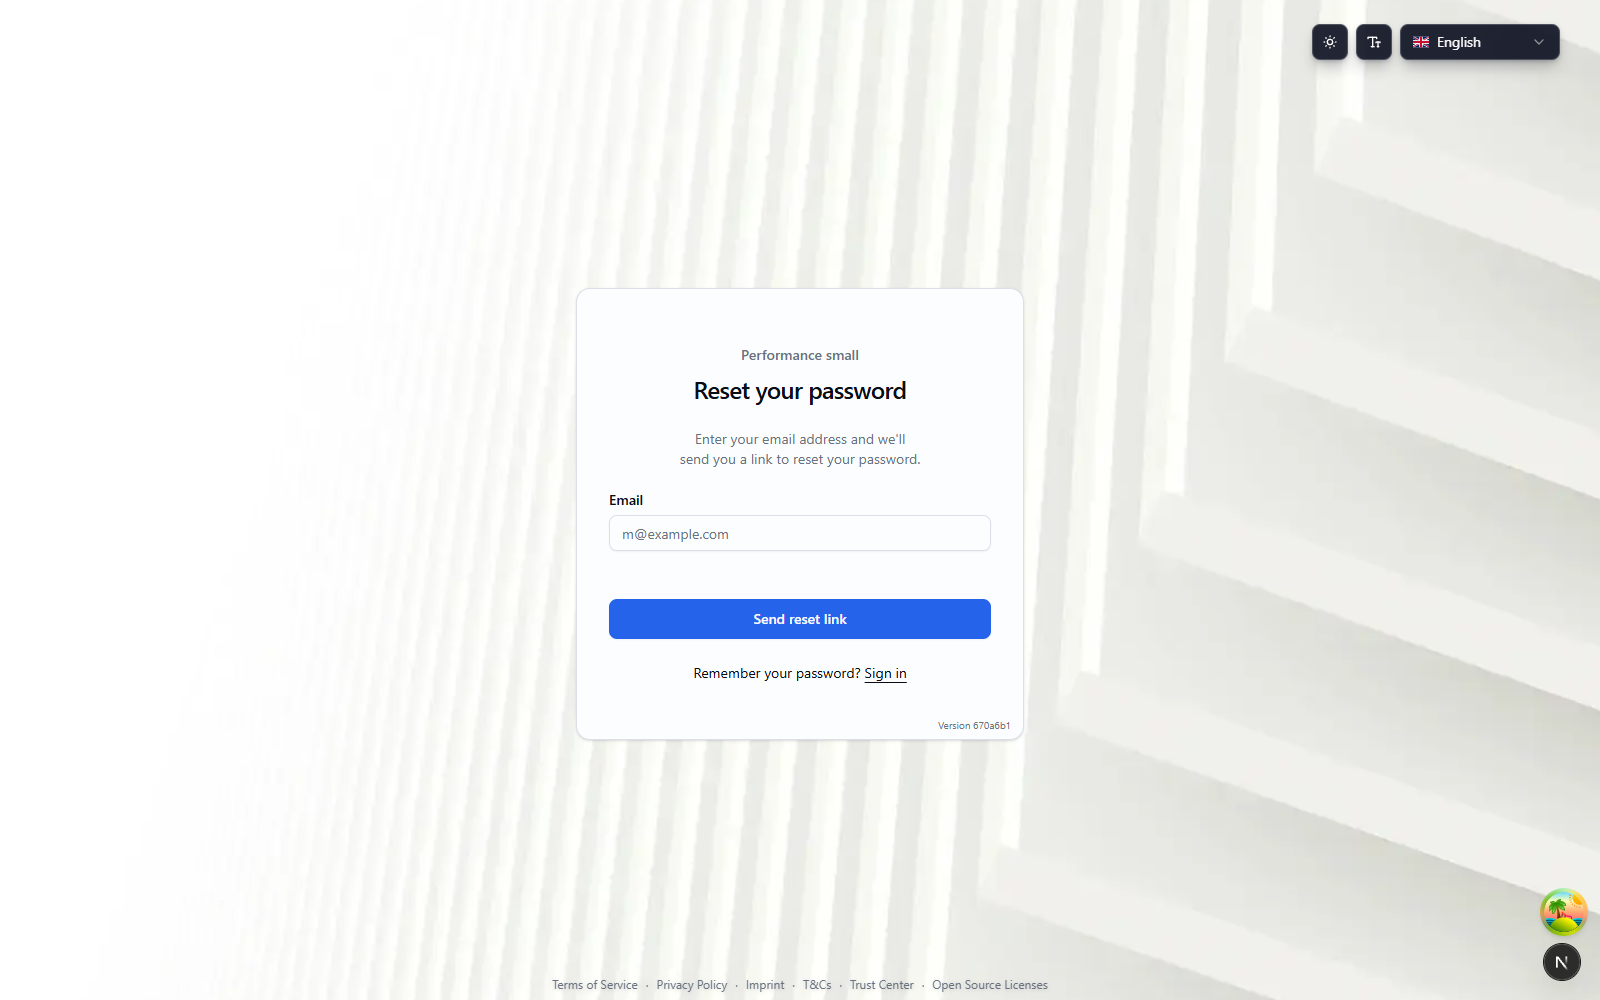 English
Performance small
Reset your password
Enter your email address and we'll
send you a link to reset your password.
Email
m@example.com
Send reset link
Remember your password? Sign in
Version 670a6b1
Terms of Service · Privacy Policy · Imprint · T&Cs · Trust Center · Open Source Licenses